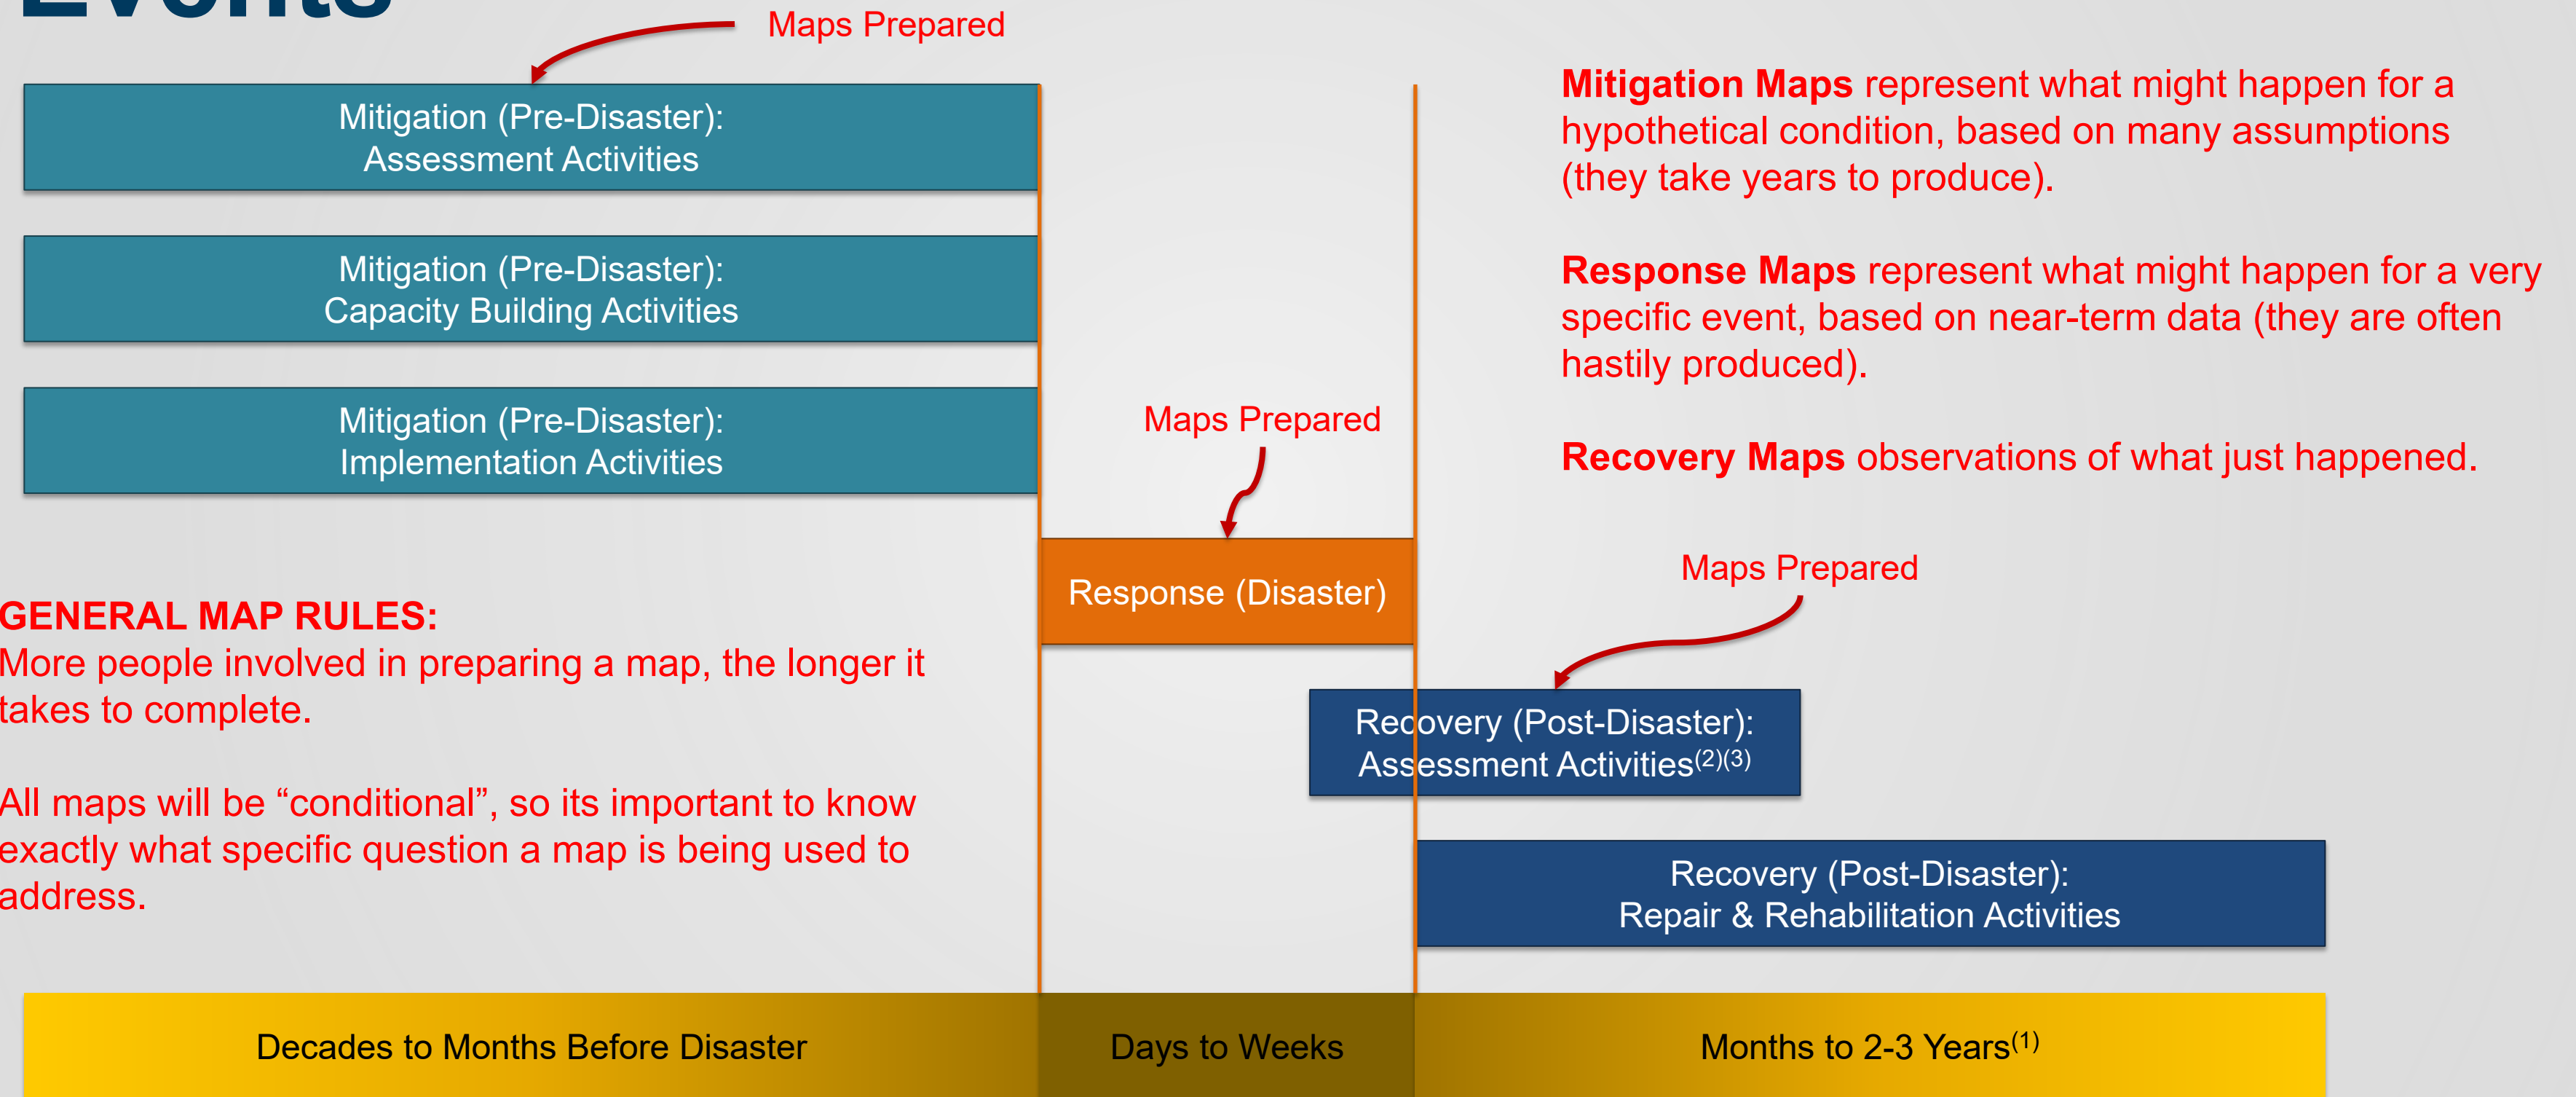 Events
Maps Prepared
Mitigation (Pre-Disaster):
Assessment Activities
Mitigation (Pre-Disaster):
Capacity Building Activities
Mitigation (Pre-Disaster):
Implementation Activities
Mitigation Maps represent what might happen for a
hypothetical condition, based on many assumptions
(they take years to produce).
Response Maps represent what might happen for a very
specific event, based on near-term data (they are often
hastily produced).
Recovery Maps observations of what just happened.
Maps Prepared
Response (Disaster)
Maps Prepared
Recovery (Post-Disaster):
Assessment Activities(2)(3)
Recovery (Post-Disaster):
Repair & Rehabilitation Activities
GENERAL MAP RULES:
More people involved in preparing a map, the longer it
takes to complete.
All maps will be “conditional”, so its important to know
exactly what specific question a map is being used to
address.
Decades to Months Before Disaster
Days to Weeks
Months to 2-3 Years(1)